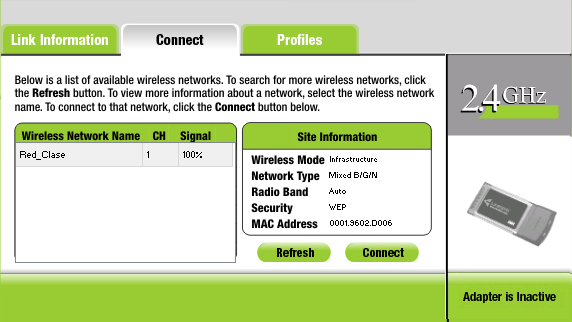 Link Information
Connect
Profiles
Below is a list of available wireless networks. To search for more wireless networks, click
the Refresh button. To view more information about a network, select the wireless network
name. To connect to that network, click the Connect button below.
2.4GHz
Wireless Network Name CH Signal
Red_Clase 1 100%
Site Information
Wireless Mode Infrastructure
Network Type Mixed B/G/N
Radio Band Auto
Security WEP
MAC Address 0001.9602.D006
Refresh
Connect
Adapter is Inactive